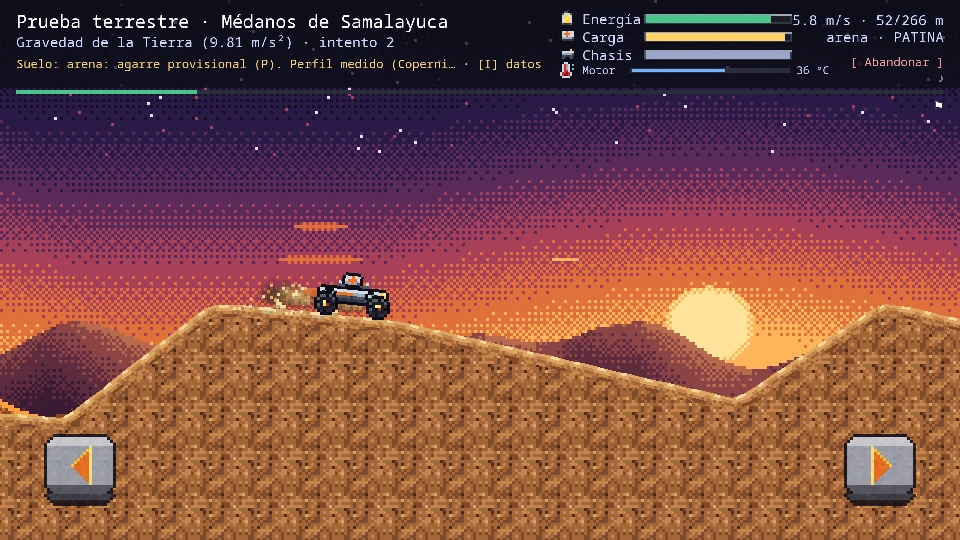 Prueba terrestre · Médanos de Samalayuca
Gravedad de la Tierra (9.81 m/s²) · intento 2
Suelo: arena: agarre provisional (P). Perfil medido (Coperni… · [I] datos
Energía
Carga
Chasis
Motor
36 °C
5.8 m/s · 52/266 m
arena · PATINA
[ Abandonar ]
♪